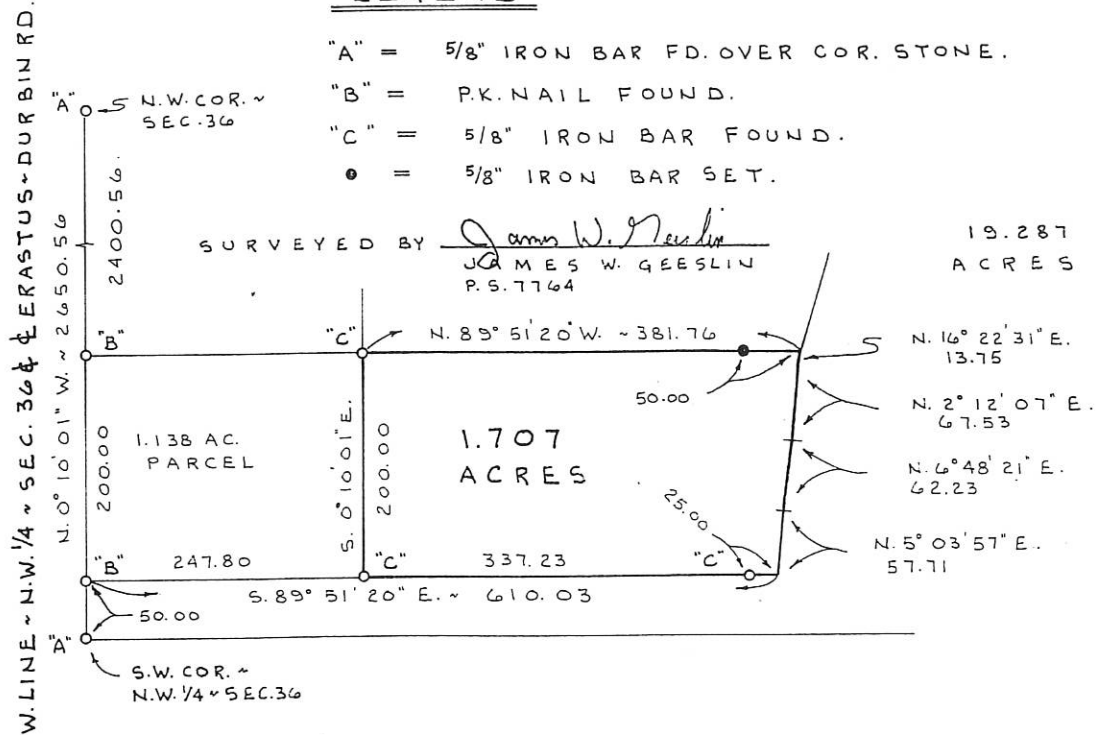 "A" = 5/8" IRON BAR FD. OVER COR. STONE.
"B" = P.K. NAIL FOUND.
"C" = 5/8" IRON BAR FOUND.
● = 5/8" IRON BAR SET.
SURVEYED BY James W. Geeslin
JAMES W. GEESLIN
P.S. 7764
19.287
ACRES
W. LINE ~ N.W. 1/4 ~ SEC. 36 & ℄ ERASTUS ~ DURBIN RD.
"A"
N.W. COR. ~
SEC. 36
2400.56
N. 0° 10' 01" W. ~ 2650.56
"B"
"C"
N. 89° 51' 20" W. ~ 381.76
N. 16° 22' 31" E.
13.75
50.00
N. 2° 12' 07" E.
67.53
1.138 AC.
PARCEL
200.00
S. 0° 10' 01" E.
200.00
1.707
ACRES
N. 6° 48' 21" E.
62.23
25.00
N. 5° 03' 57" E.
57.71
"B"
247.80
"C"
337.23
"C"
S. 89° 51' 20" E. ~ 610.03
50.00
"A"
S.W. COR. ~
N.W. 1/4 ~ SEC. 36